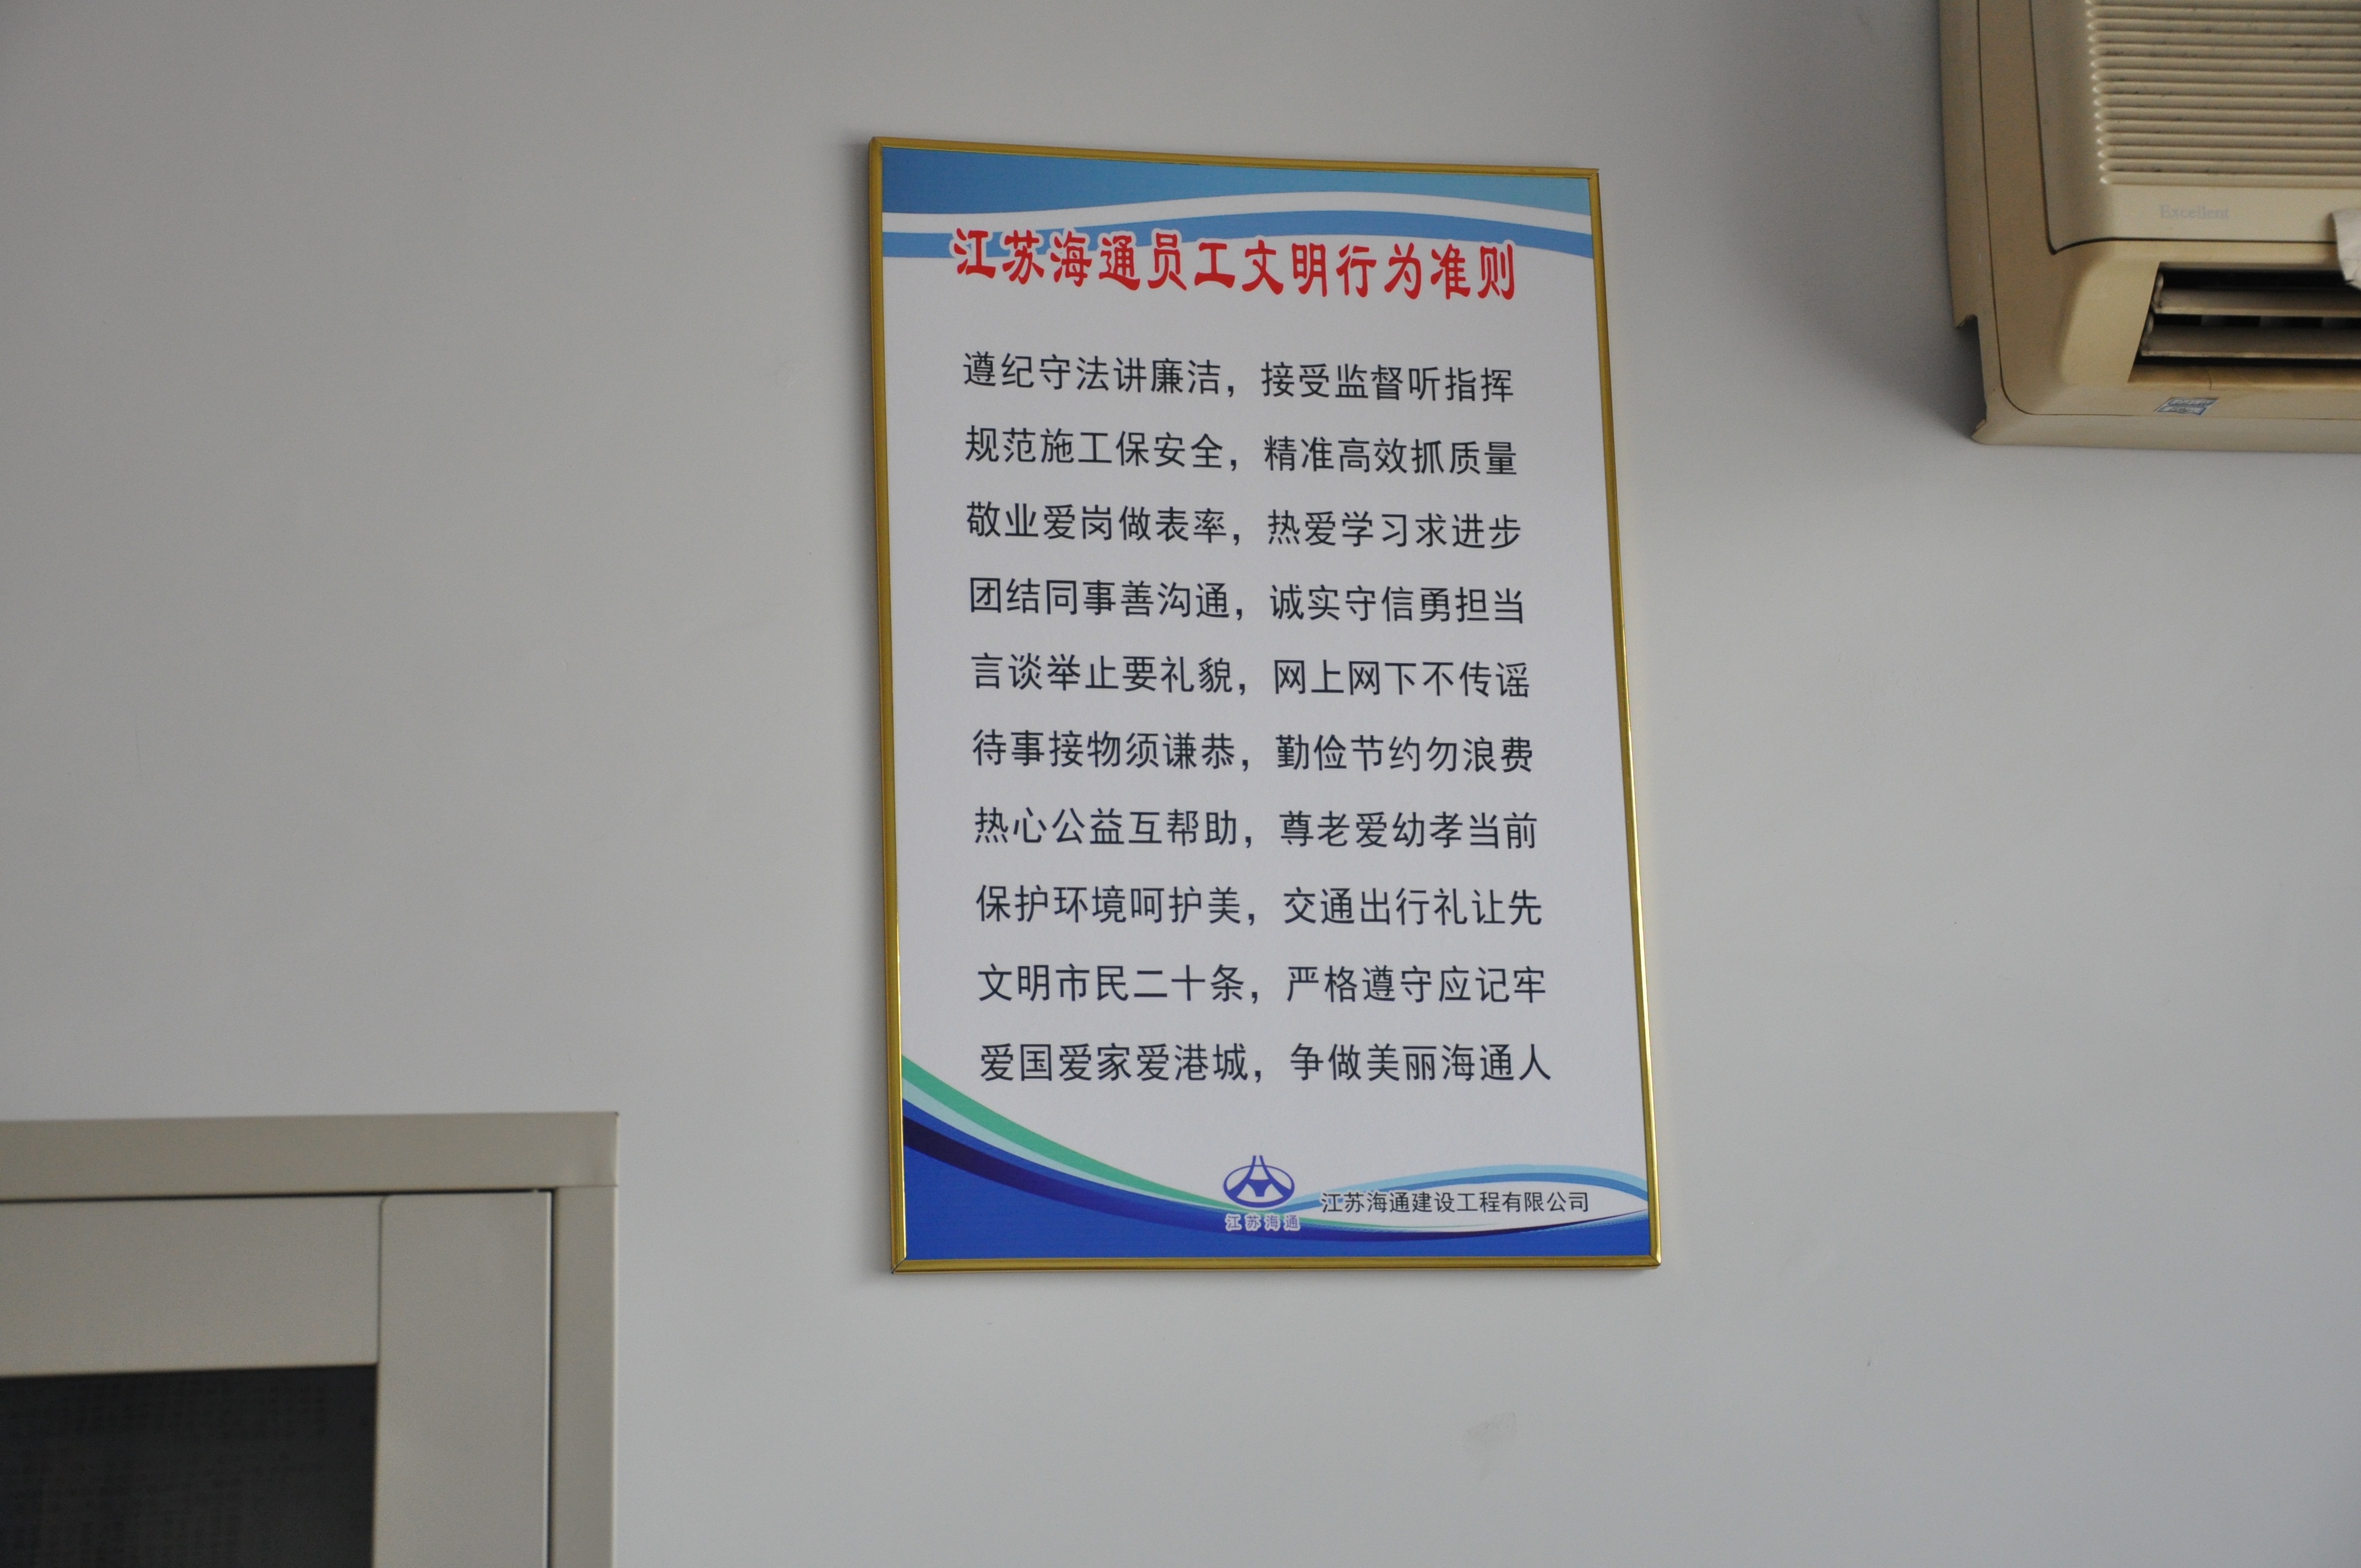 江苏海通员工文明行为准则
遵纪守法讲廉洁，接受监督听指挥
规范施工保安全，精准高效抓质量
敬业爱岗做表率，热爱学习求进步
团结同事善沟通，诚实守信勇担当
言谈举止要礼貌，网上网下不传谣
待事接物须谦恭，勤俭节约勿浪费
热心公益互帮助，尊老爱幼孝当前
保护环境呵护美，交通出行礼让先
文明市民二十条，严格遵守应记牢
爱国爱家爱港城，争做美丽海通人
江苏海通
江苏海通建设工程有限公司
Excellent